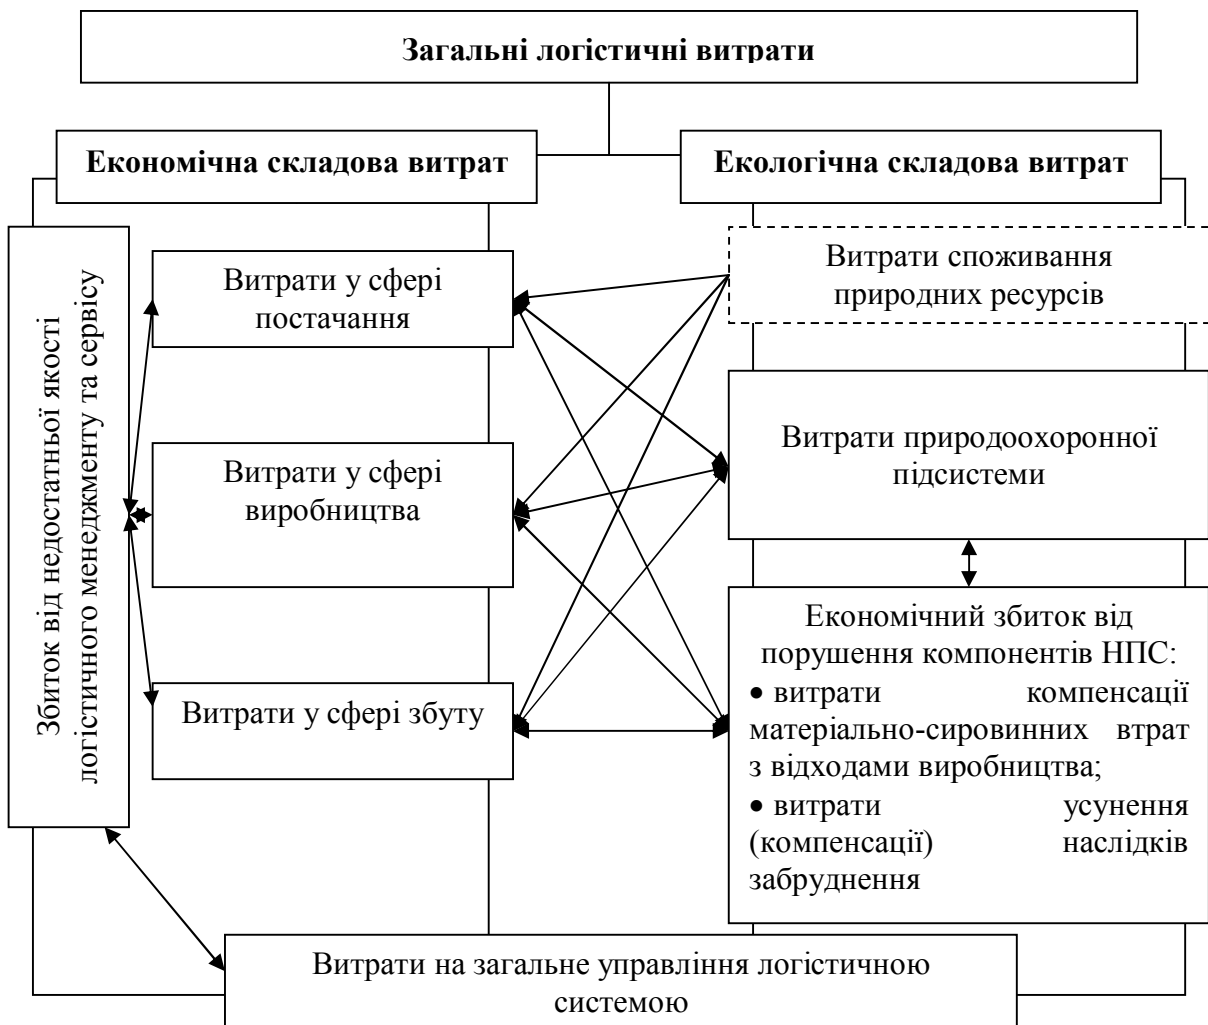 Загальні логістичні витрати
Економічна складова витрат
Екологічна складова витрат
Збиток від недостатньої якості
логістичного менеджменту та сервісу
Витрати у сфері
постачання
Витрати у сфері
виробництва
Витрати у сфері збуту
Витрати споживання
природних ресурсів
Витрати природоохоронної
підсистеми
Економічний збиток від
порушення компонентів НПС:
• витрати компенсації
матеріально-сировинних втрат
з відходами виробництва;
• витрати усунення
(компенсації) наслідків
забруднення
Витрати на загальне управління логістичною
системою